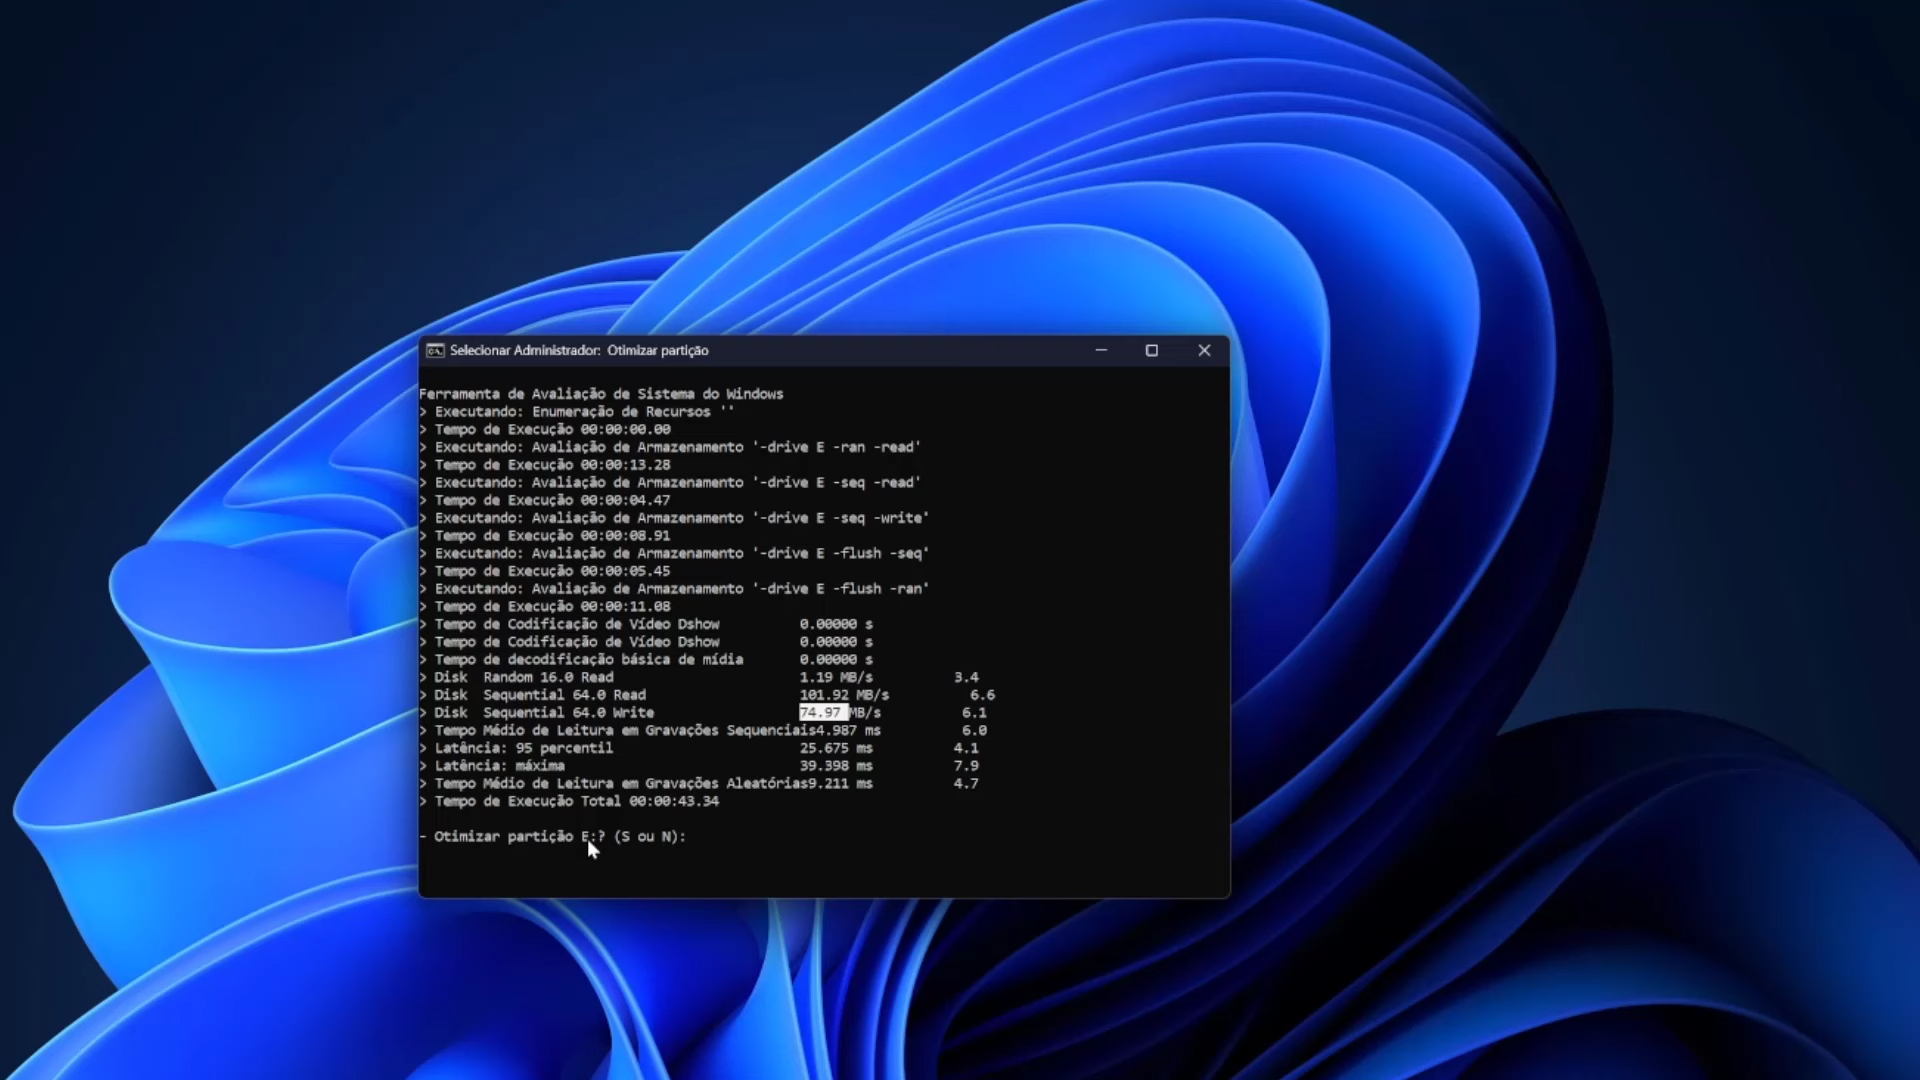 Selecionar Administrador: Otimizar partição
Ferramenta de Avaliação de Sistema do Windows
> Executando: Enumeração de Recursos ''
> Tempo de Execução 00:00:00.00
> Executando: Avaliação de Armazenamento '-drive E -ran -read'
> Tempo de Execução 00:00:13.28
> Executando: Avaliação de Armazenamento '-drive E -seq -read'
> Tempo de Execução 00:00:04.47
> Executando: Avaliação de Armazenamento '-drive E -seq -write'
> Tempo de Execução 00:00:08.91
> Executando: Avaliação de Armazenamento '-drive E -flush -seq'
> Tempo de Execução 00:00:05.45
> Executando: Avaliação de Armazenamento '-drive E -flush -ran'
> Tempo de Execução 00:00:11.08
> Tempo de Codificação de Vídeo Dshow 0.00000 s
> Tempo de Codificação de Vídeo Dshow 0.00000 s
> Tempo de decodificação básica de mídia 0.00000 s
> Disk Random 16.0 Read 1.19 MB/s 3.4
> Disk Sequential 64.0 Read 101.92 MB/s 6.6
> Disk Sequential 64.0 Write 74.97 MB/s 6.1
> Tempo Médio de Leitura em Gravações Sequenciais4.987 ms 6.0
> Latência: 95 percentil 25.675 ms 4.1
> Latência: máxima 39.398 ms 7.9
> Tempo Médio de Leitura em Gravações Aleatórias9.211 ms 4.7
> Tempo de Execução Total 00:00:43.34
- Otimizar partição E:? (S ou N):